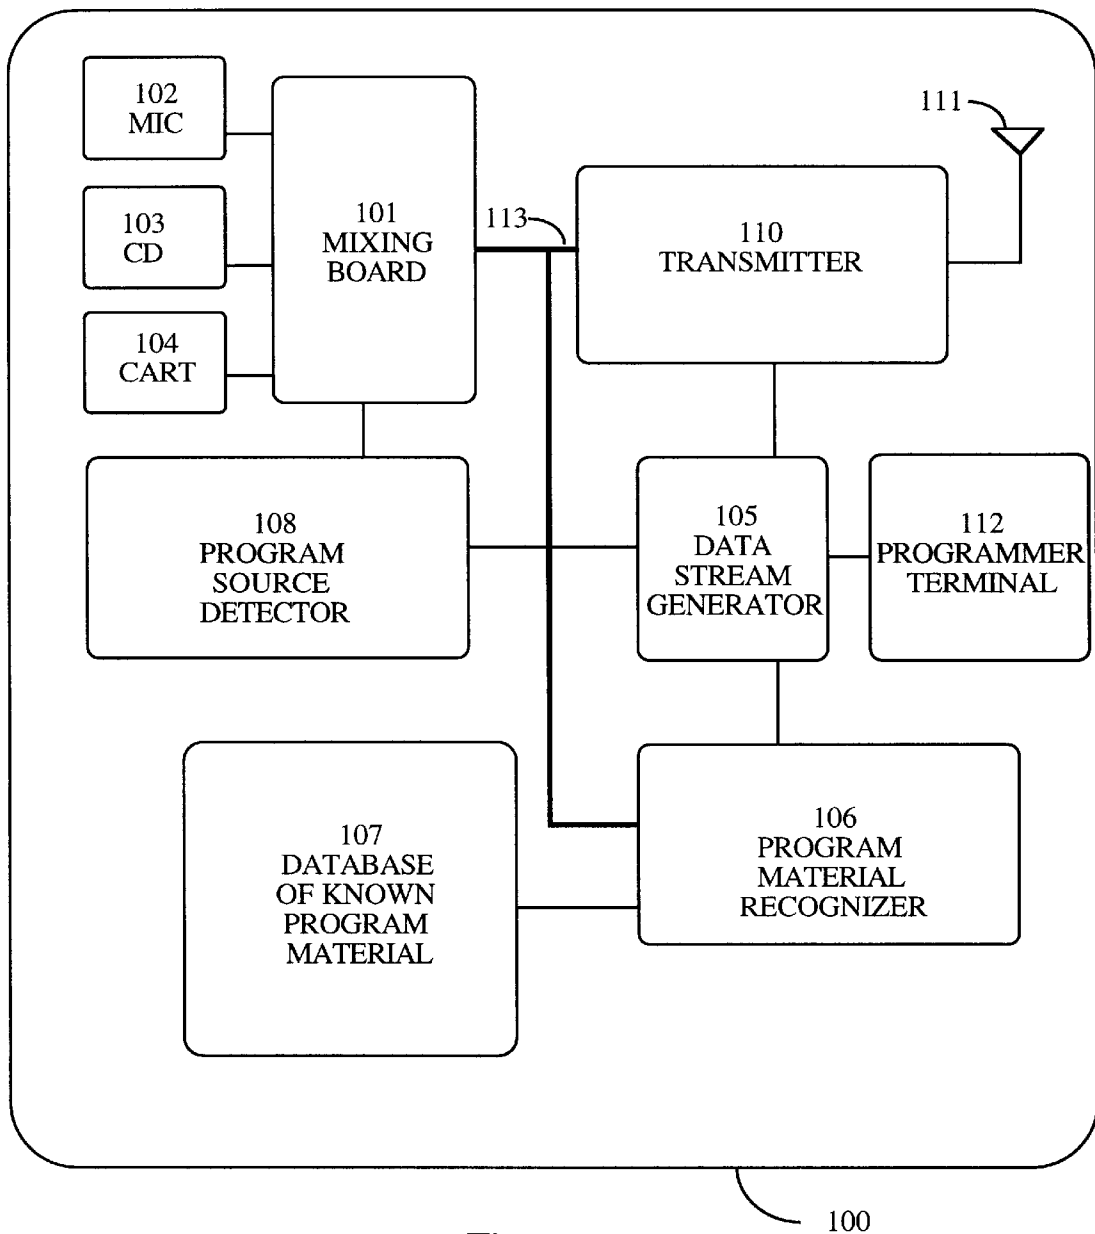 102
MIC
103
CD
104
CART
101
MIXING
BOARD
113
110
TRANSMITTER
111
108
PROGRAM
SOURCE
DETECTOR
105
DATA
STREAM
GENERATOR
112
PROGRAMMER
TERMINAL
107
DATABASE
OF KNOWN
PROGRAM
MATERIAL
106
PROGRAM
MATERIAL
RECOGNIZER
100